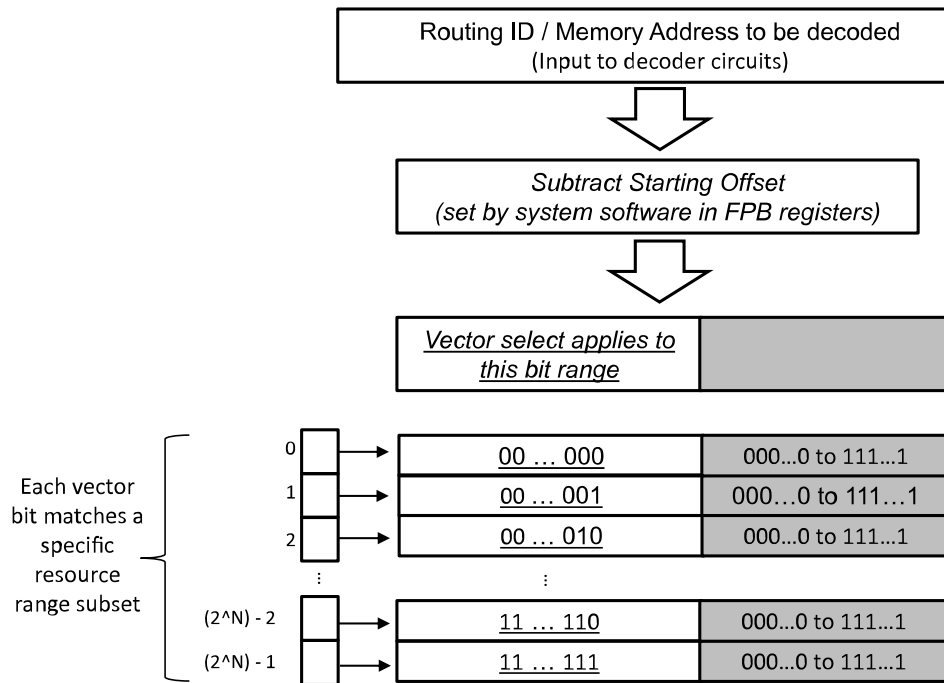 Routing ID / Memory Address to be decoded
(Input to decoder circuits)
Subtract Starting Offset
(set by system software in FPB registers)
Vector select applies to
this bit range
Each vector
bit matches a
specific
resource
range subset
0
00 ... 000
000...0 to 111...1
1
00 ... 001
000...0 to 111...1
2
00 ... 010
000...0 to 111...1
...
...
(2^N) - 2
11 ... 110
000...0 to 111...1
(2^N) - 1
11 ... 111
000...0 to 111...1